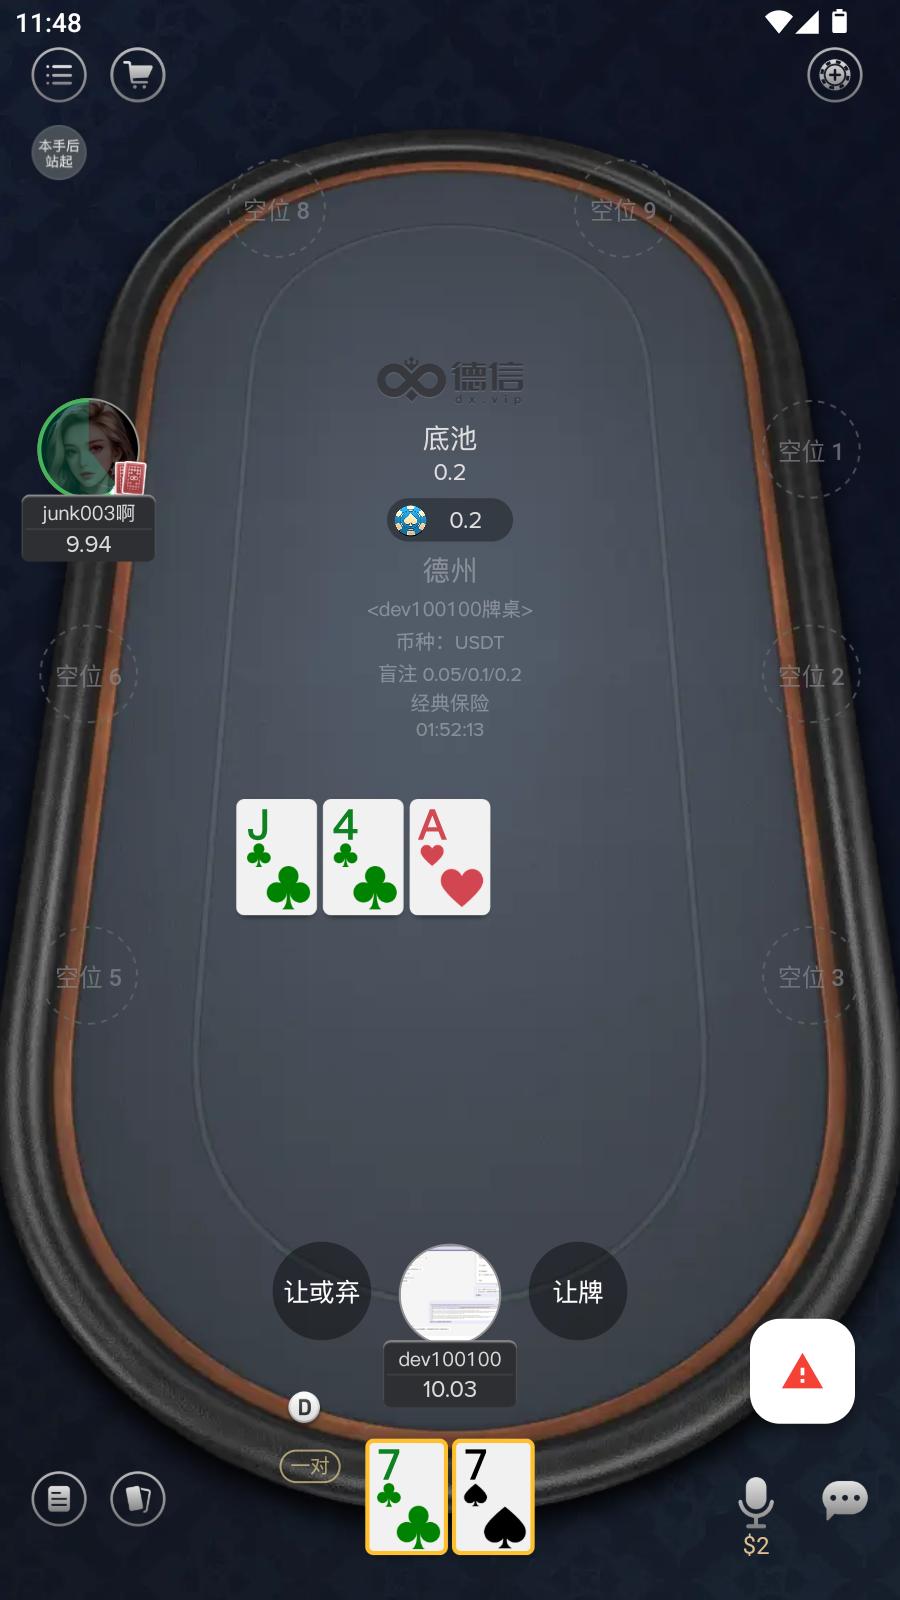 11:48
本手后
站起
空位 8
空位 9
德信
dx.vip
底池
0.2
空位 1
junk003啊
9.94
0.2
德州
<dev100100牌桌>
币种：USDT
空位 6
盲注 0.05/0.1/0.2
空位 2
经典保险
01:52:13
J
4
A
空位 5
空位 3
让或弃
让牌
dev100100
10.03
D
一对
7
7
$2